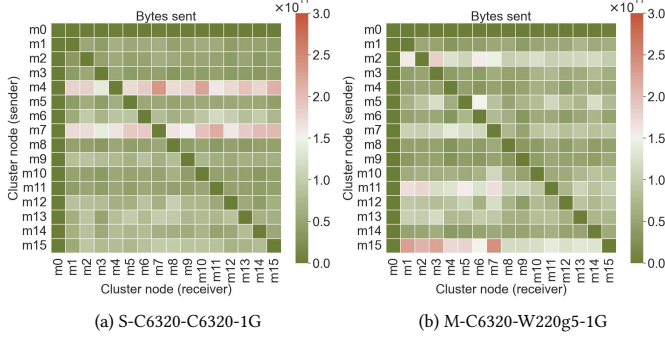 Bytes sent
×10
3.0
2.5
2.0
1.5
1.0
0.5
0.0
m0
m1
m2
m3
m4
m5
m6
m7
m8
m9
m10
m11
m12
m13
m14
m15
Cluster node (sender)
m0 m1 m2 m3 m4 m5 m6 m7 m8 m9 m10 m11 m12 m13 m14 m15
Cluster node (receiver)
(a) S-C6320-C6320-1G
Bytes sent
×10
3.0
2.5
2.0
1.5
1.0
0.5
0.0
m0
m1
m2
m3
m4
m5
m6
m7
m8
m9
m10
m11
m12
m13
m14
m15
Cluster node (sender)
m0 m1 m2 m3 m4 m5 m6 m7 m8 m9 m10 m11 m12 m13 m14 m15
Cluster node (receiver)
(b) M-C6320-W220g5-1G